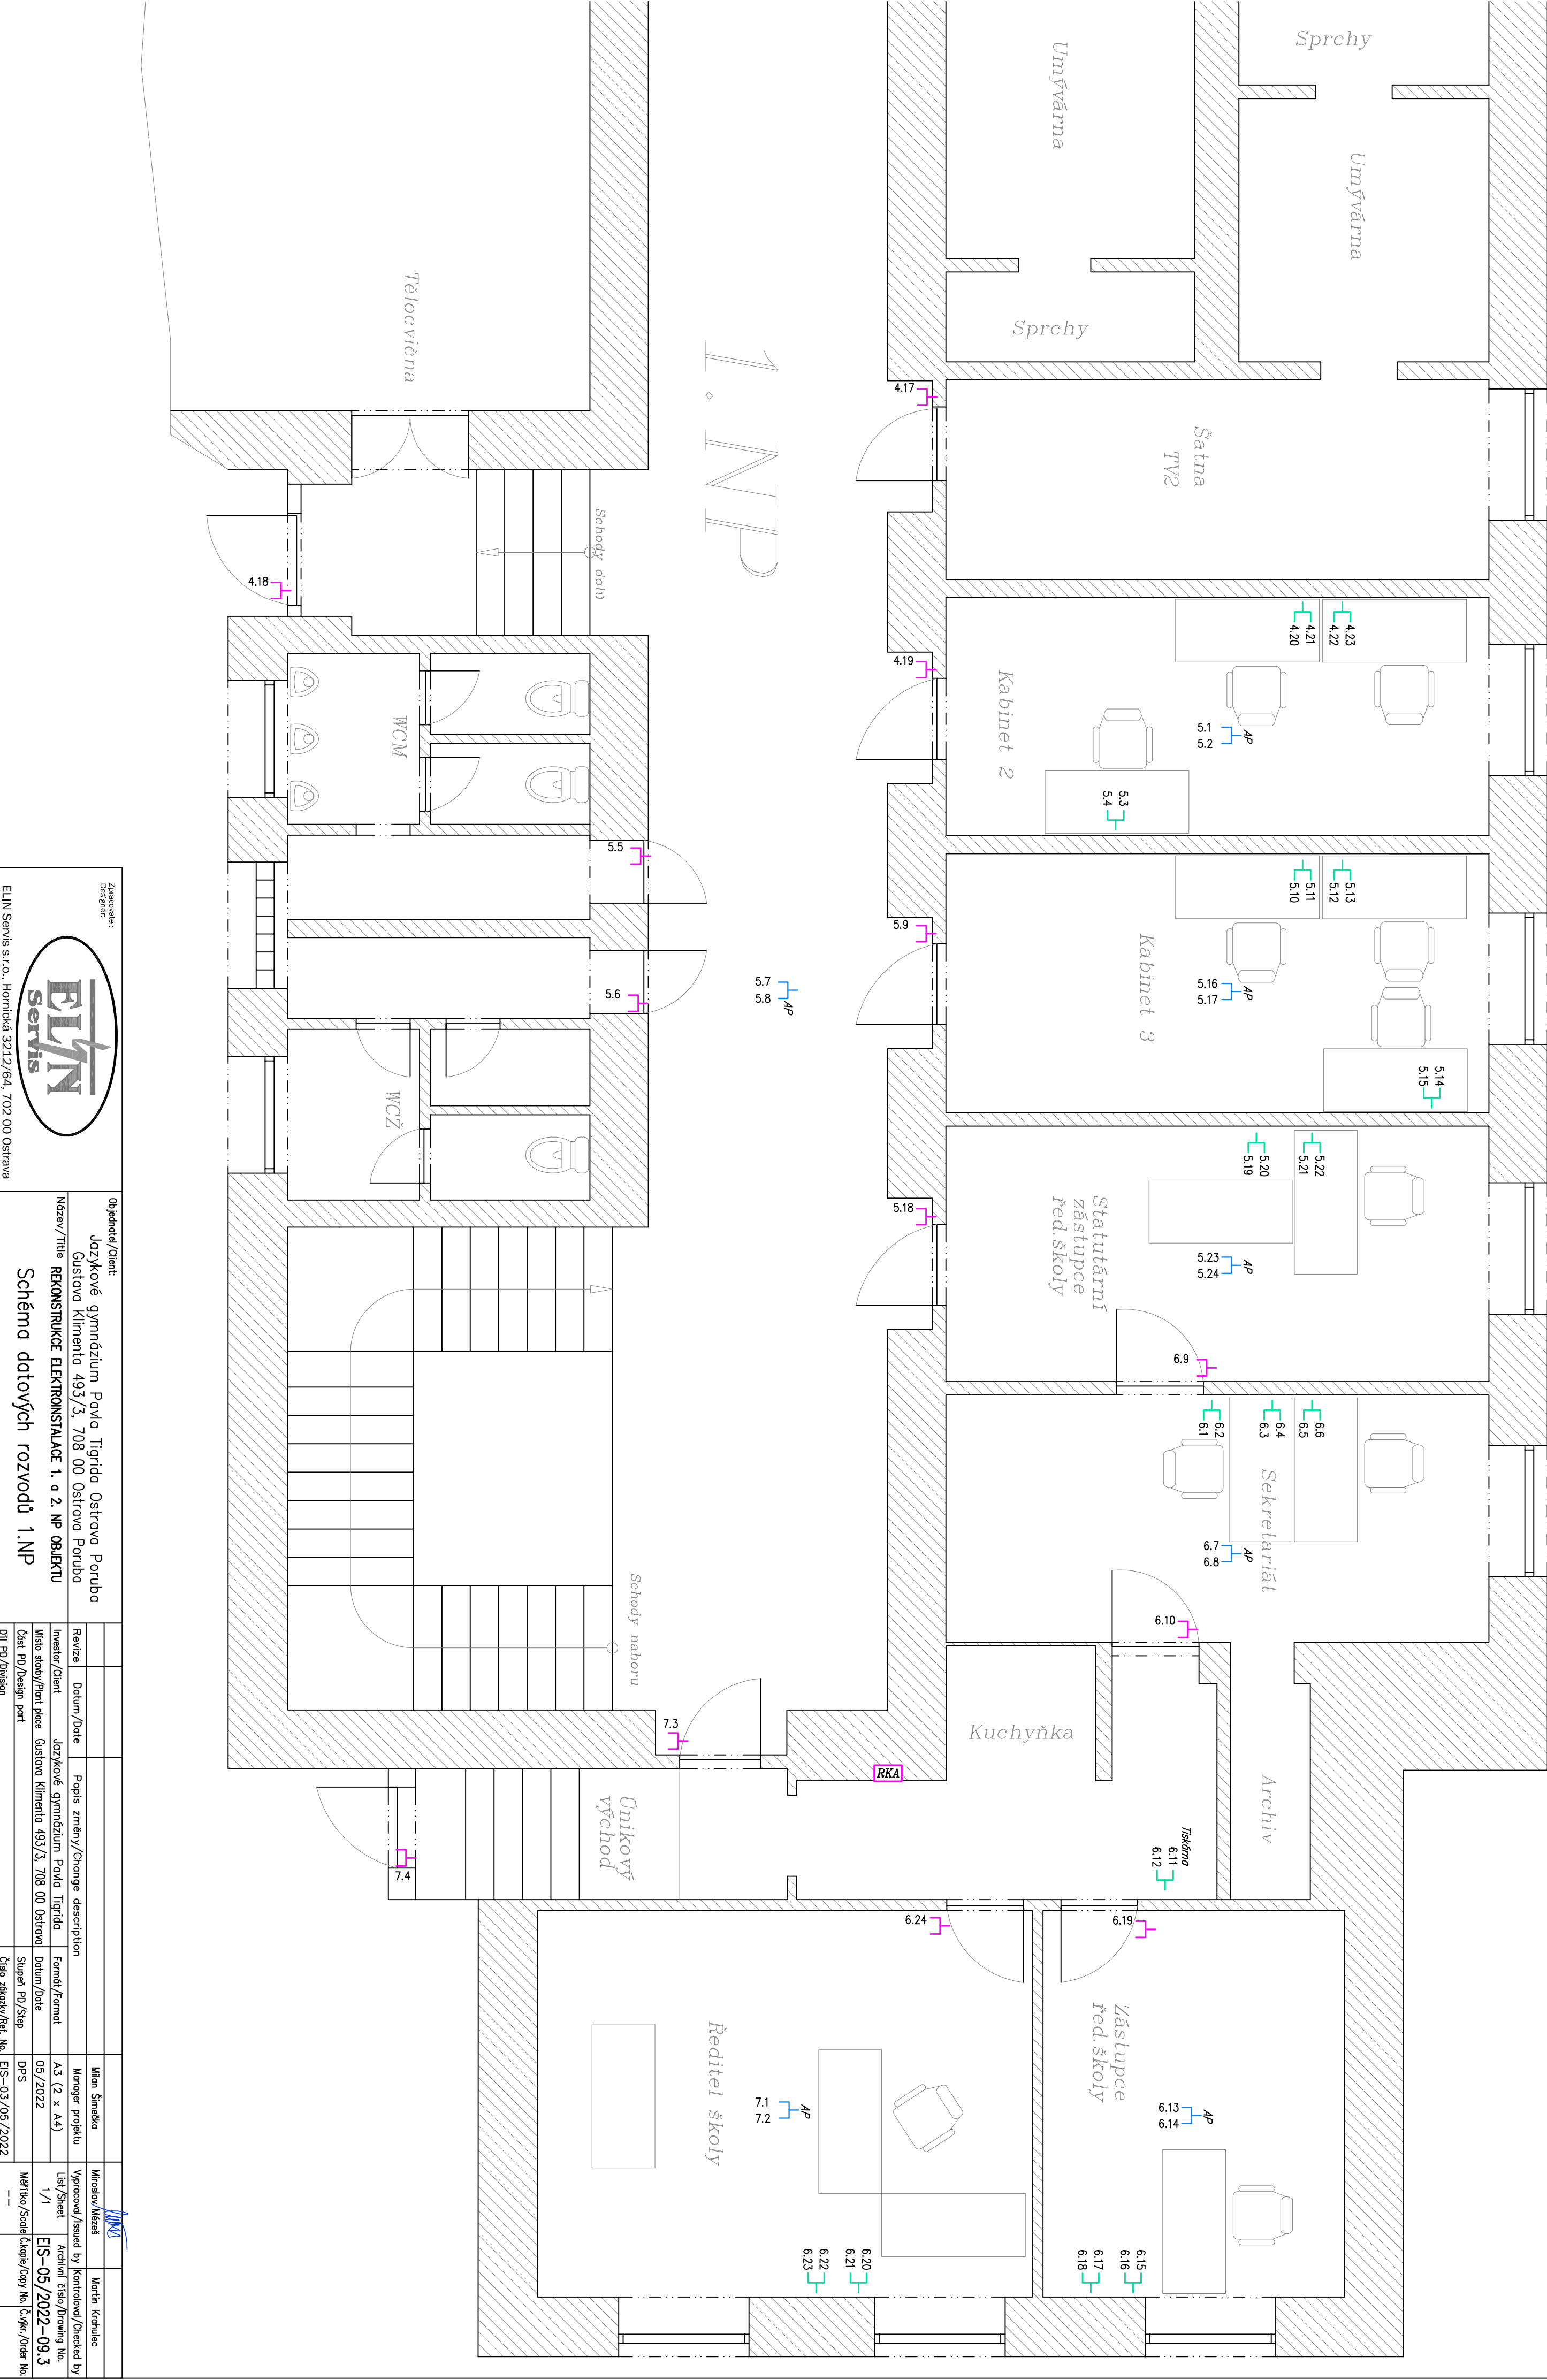 Sprchy
Umývárna
Umývárna
Sprchy
Tělocvična
1. NP
4.17
Šatna
TV2
Schody dolů
4.18
4.19
Kabinet 2
4.23
4.22
4.21
4.20
AP
5.1
5.2
5.3
5.4
WCM
5.5
5.6
5.7
5.8
AP
5.9
Kabinet 3
5.13
5.12
5.11
5.10
AP
5.16
5.17
5.14
5.15
WCŽ
5.18
Statutární
zástupce
řed.školy
5.22
5.21
5.20
5.19
AP
5.23
5.24
6.9
6.6
6.5
6.4
6.3
6.2
6.1
Sekretariát
AP
6.7
6.8
6.10
Schody nahoru
7.3
Kuchyňka
RKA
Archiv
Únikový
východ
7.4
Tiskárna
6.11
6.12
6.24
6.19
Ředitel školy
Zástupce
řed.školy
AP
7.1
7.2
AP
6.13
6.14
6.15
6.16
6.17
6.18
6.20
6.21
6.22
6.23
Zpracovatel:
Designer:
ELIN
Servis
ELIN Servis s.r.o., Hornická 3212/64, 702 00 Ostrava
Objednatel/Client:
Jazykové gymnázium Pavla Tigrida Ostrava Poruba
Gustava Klimenta 493/3, 708 00 Ostrava Poruba
Název/Title REKONSTRUKCE ELEKTROINSTALACE 1. a 2. NP OBJEKTU
Schéma datových rozvodů 1.NP
Milan Šimečka
Miroslav Mézeš
Martin Krahulec
Revize
Datum/Date
Popis změny/Change description
Manager projektu
Vypracoval/Issued by
Kontroloval/Checked by
Investor/Client Jazykové gymnázium Pavla Tigrida
Formát/Format
A3 (2 x A4)
List/Sheet
1/1
Archivní číslo/Drawing No.
EIS-05/2022-09.3
Místo stavby/Plant place Gustava Klimenta 493/3, 708 00 Ostrava
Datum/Date
05/2022
Část PD/Design part
Stupeň PD/Step
DPS
Měřítko/Scale
--
Č.kopie/Copy No.
Č.výkr./Order No.
Díl PD/Division
Číslo zákazky/Ref. No.
EIS-03/05/2022